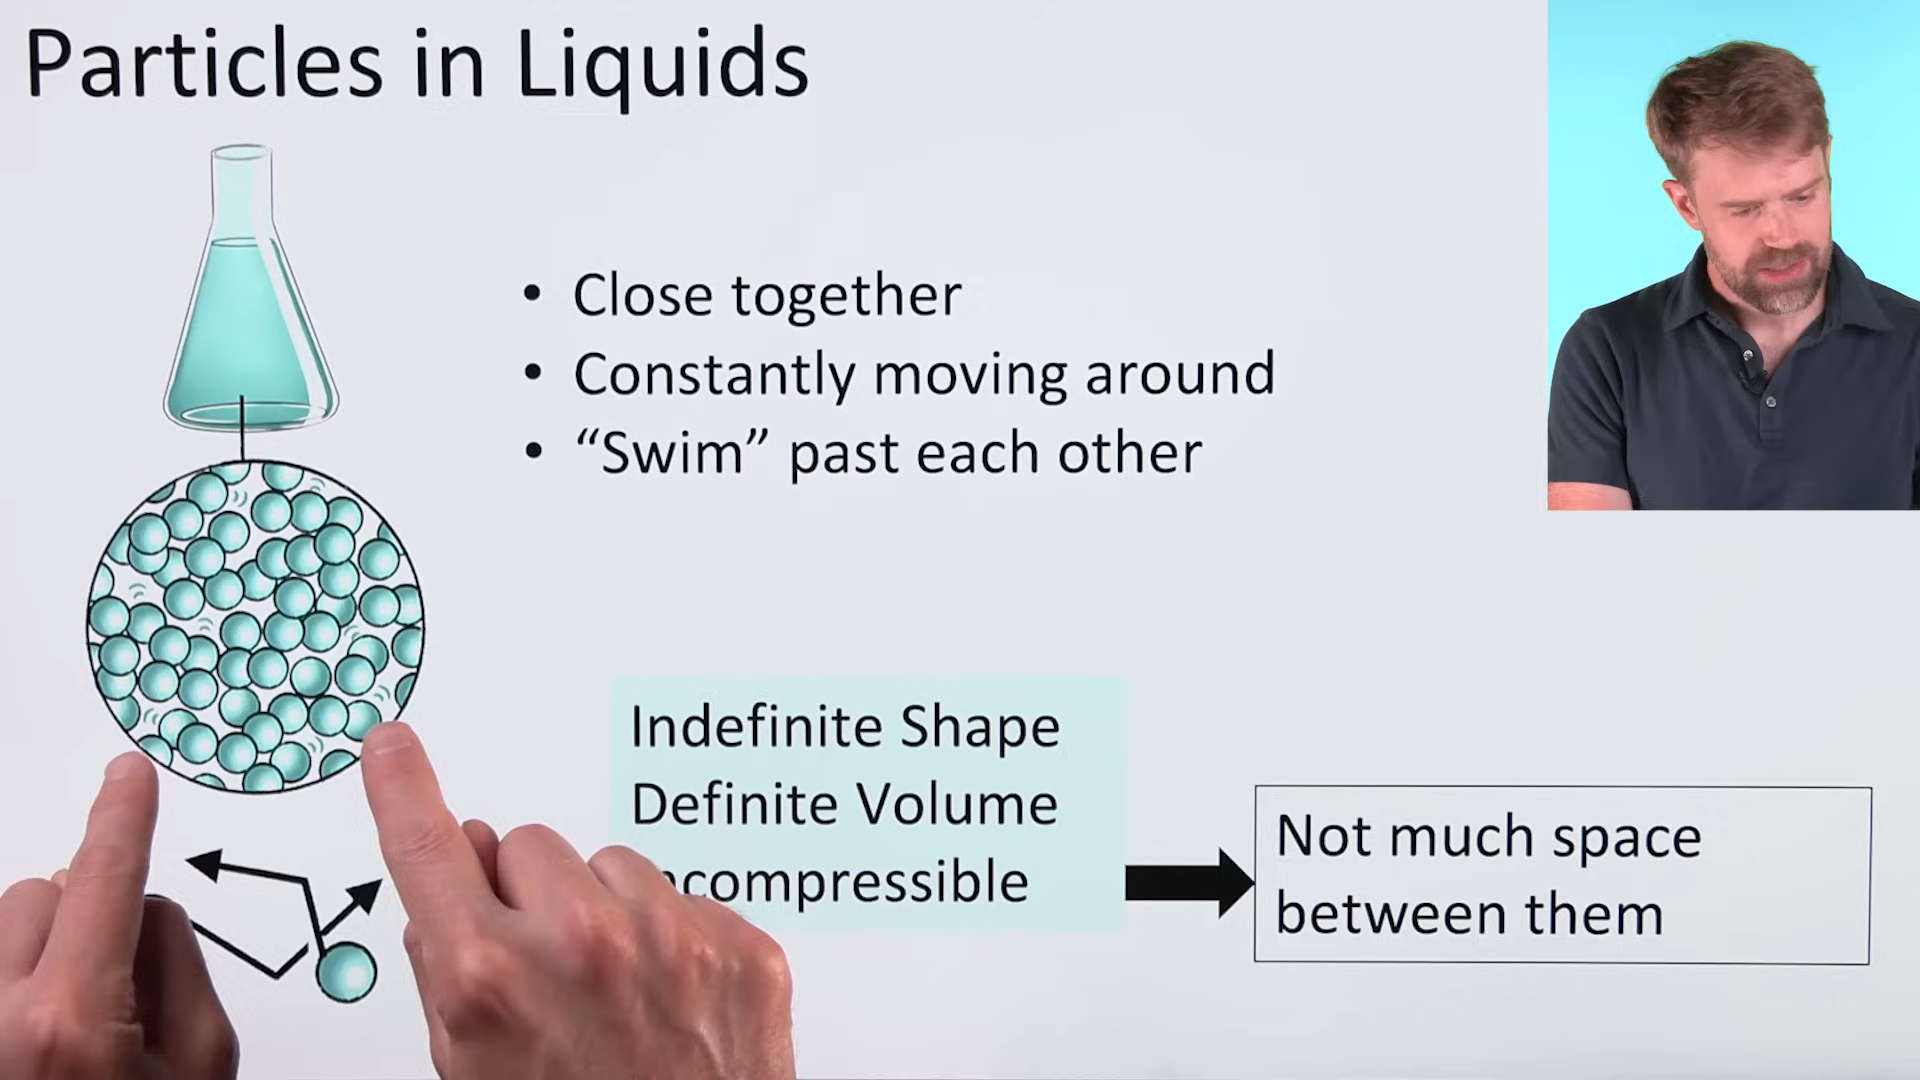 Particles in Liquids
• Close together
• Constantly moving around
• “Swim” past each other
Indefinite Shape
Definite Volume
Incompressible
Not much space
between them